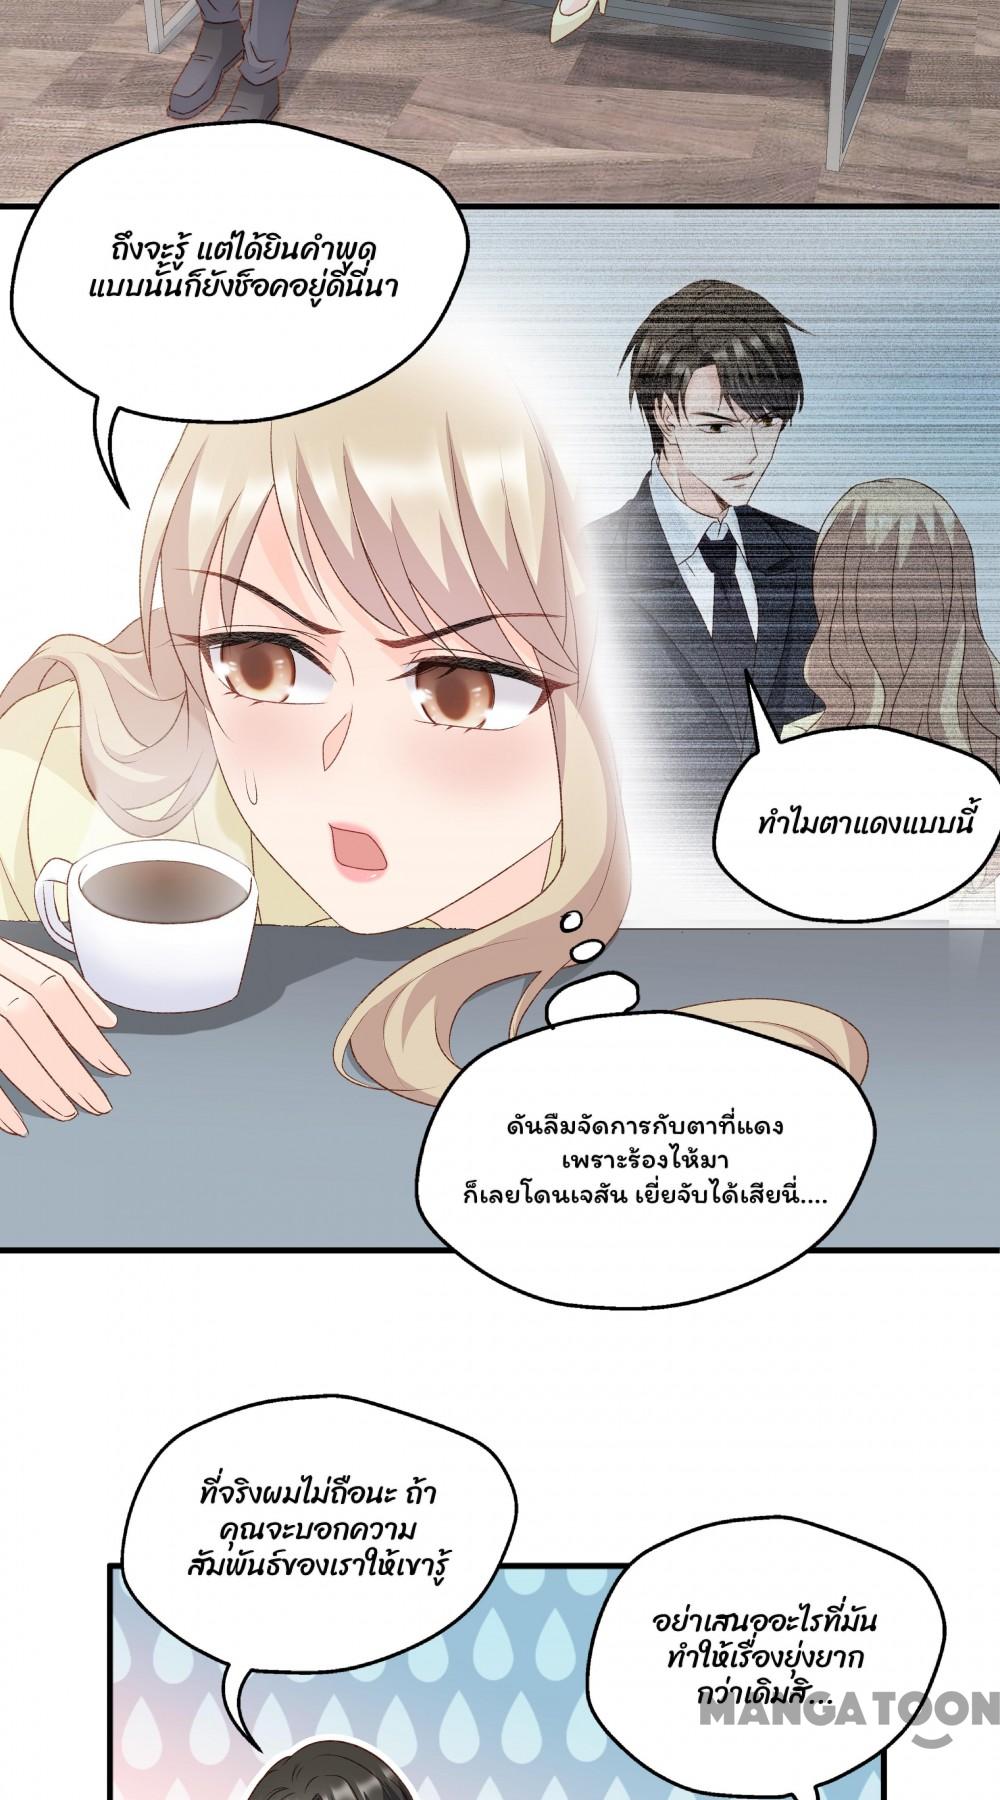 ถึงจะรู้ แต่ได้ยินคำพูด
แบบนั้นก็ยังช็อคอยู่ดีนี่นา
ทำไมตาแดงแบบนี้
ดันลืมจัดการกับตาที่แดง
เพราะร้องไห้มา
ก็เลยโดนเจสัน เยี่ยจับได้เสียนี่....
ที่จริงผมไม่ถือนะ ถ้า
คุณจะบอกความ
สัมพันธ์ของเราให้เขารู้
อย่าเสนออะไรที่มัน
ทำให้เรื่องยุ่งยาก
กว่าเดิมสิ...
MANGATOON